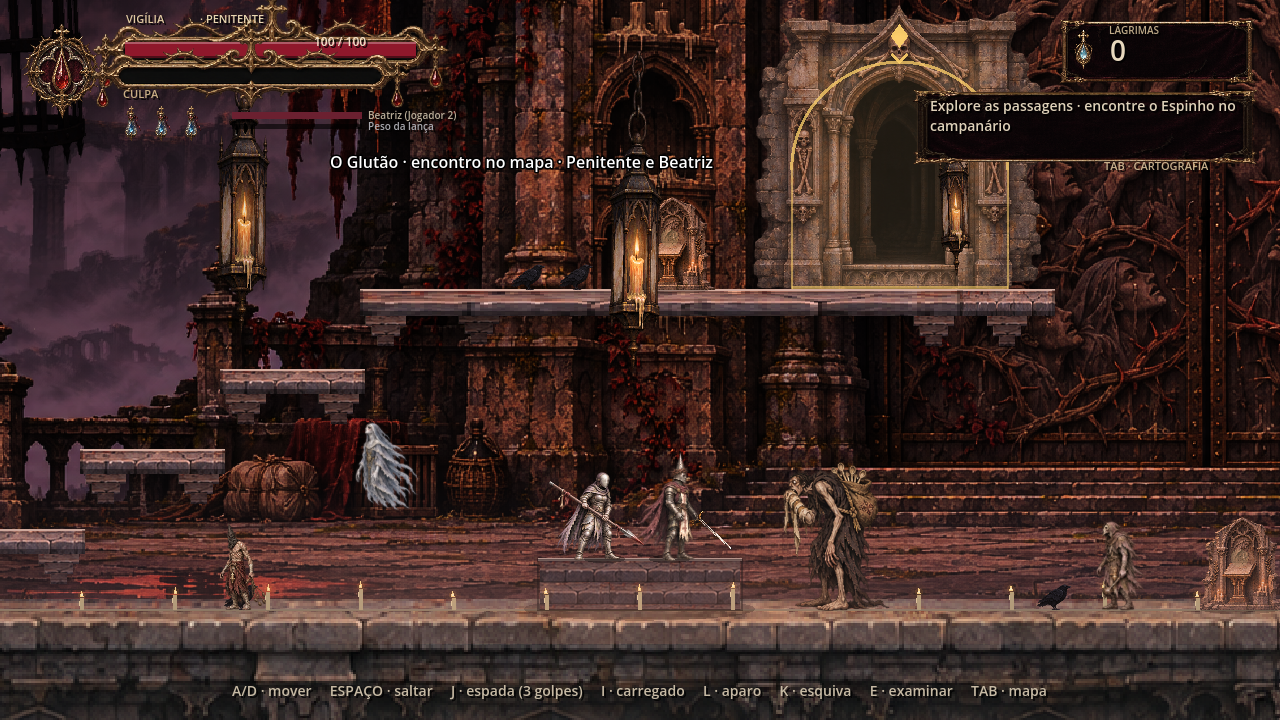 VIGÍLIA · PENITENTE
100 / 100
CULPA
Beatriz (Jogador 2)
Peso da lança
LÁGRIMAS
0
Explore as passagens · encontre o Espinho no
campanário
TAB · CARTOGRAFIA
O Glutão · encontro no mapa · Penitente e Beatriz
A/D · mover ESPAÇO · saltar J · espada (3 golpes) I · carregado L · aparo K · esquiva E · examinar TAB · mapa